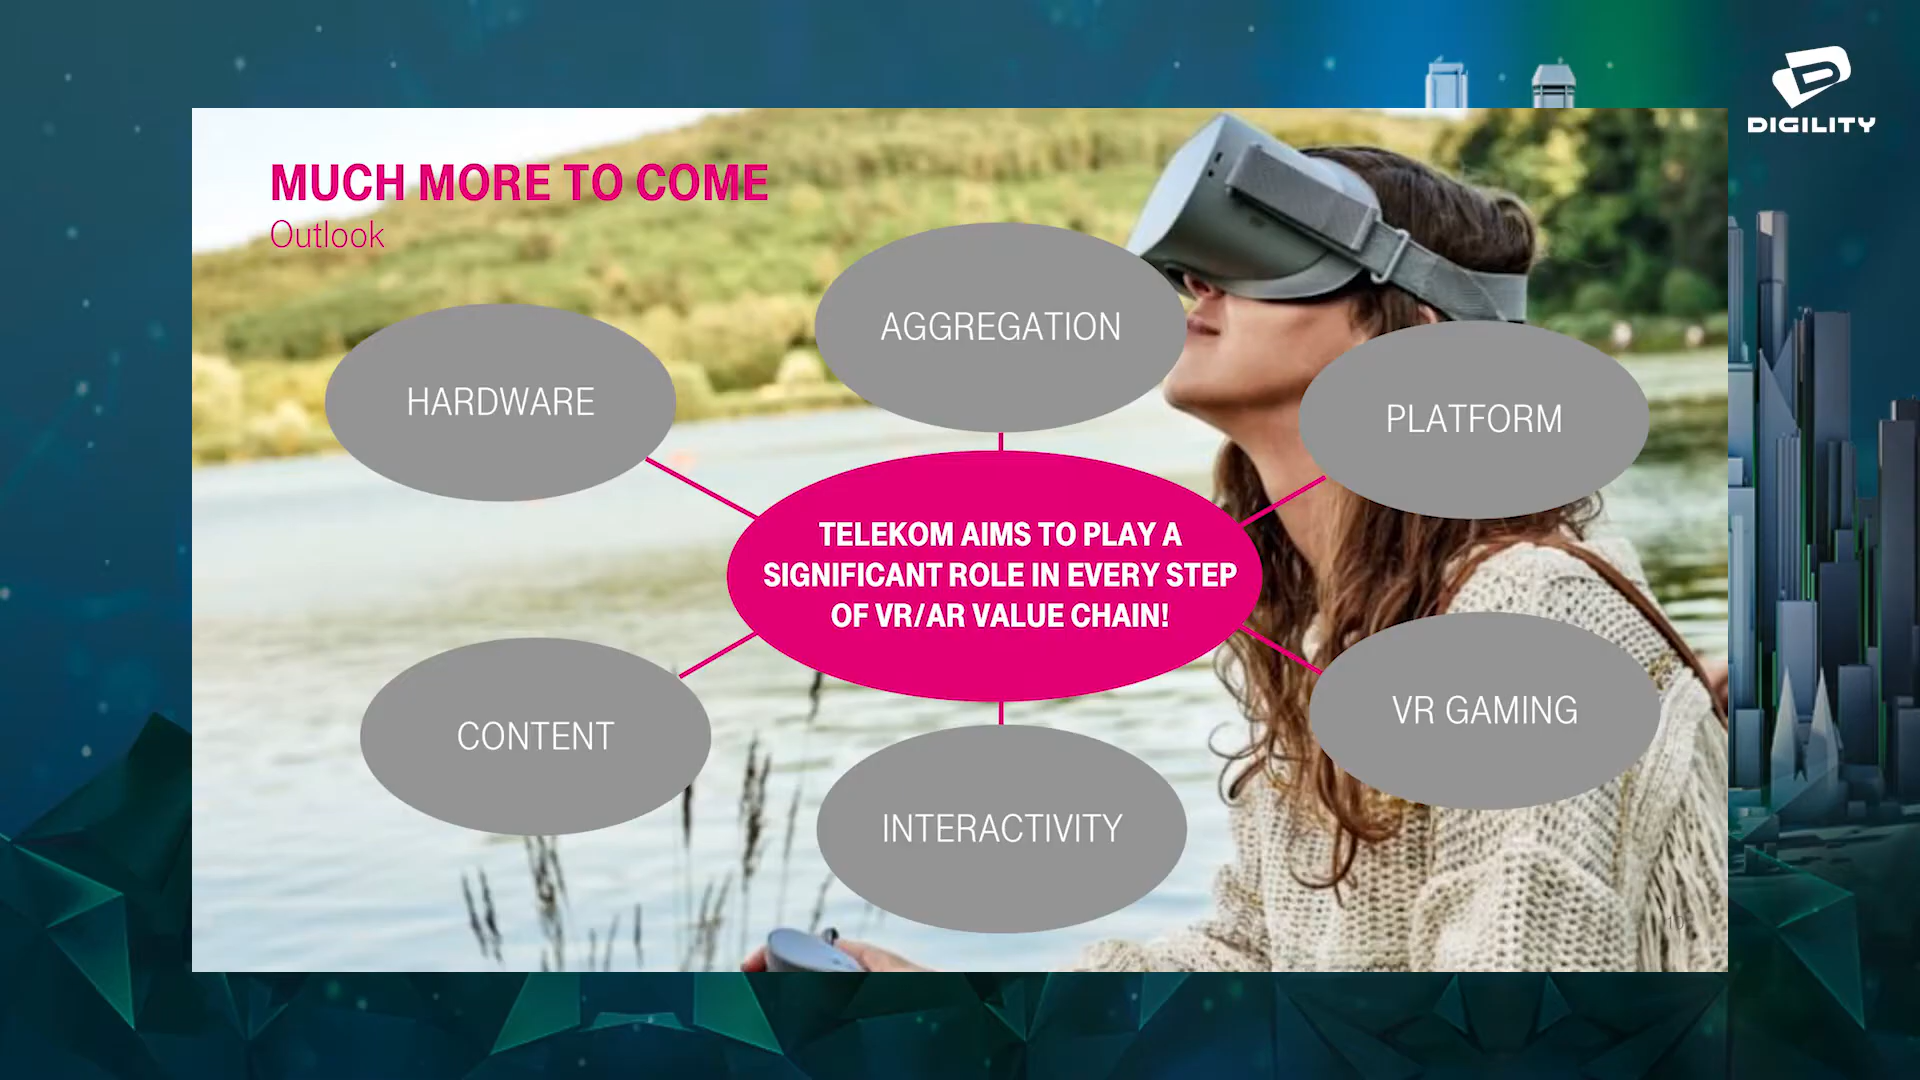 DIGILITY
MUCH MORE TO COME
Outlook
AGGREGATION
HARDWARE
PLATFORM
TELEKOM AIMS TO PLAY A
SIGNIFICANT ROLE IN EVERY STEP
OF VR/AR VALUE CHAIN!
CONTENT
VR GAMING
INTERACTIVITY